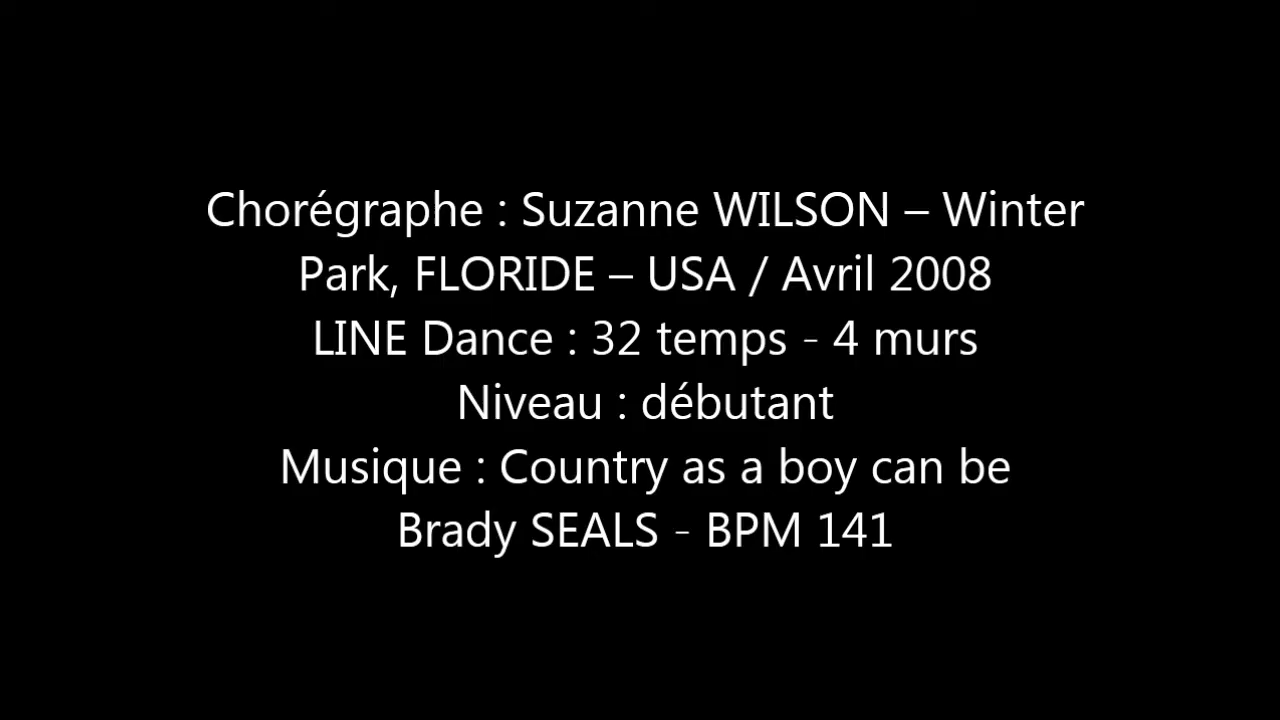 Chorégraphe : Suzanne WILSON – Winter
Park, FLORIDE – USA / Avril 2008
LINE Dance : 32 temps - 4 murs
Niveau : débutant
Musique : Country as a boy can be
Brady SEALS - BPM 141